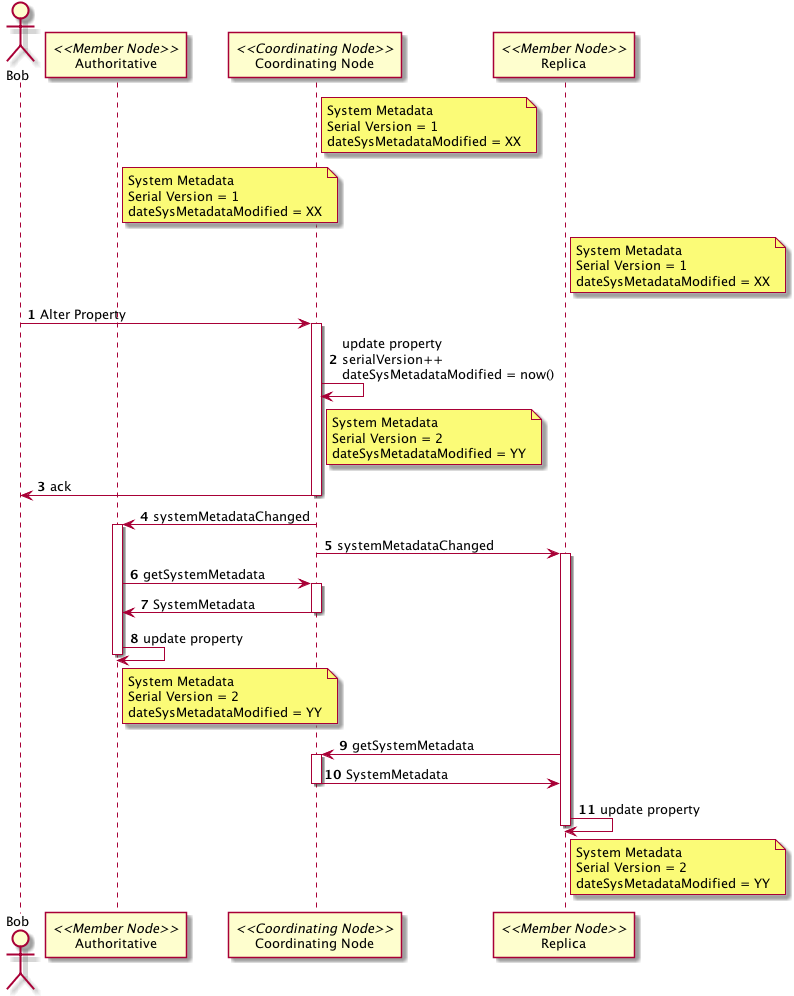 Bob
<<Member Node>>
Authoritative
<<Coordinating Node>>
Coordinating Node
<<Member Node>>
Replica
System Metadata
Serial Version = 1
dateSysMetadataModified = XX
System Metadata
Serial Version = 1
dateSysMetadataModified = XX
System Metadata
Serial Version = 1
dateSysMetadataModified = XX
1 Alter Property
update property
2 serialVersion++
dateSysMetadataModified = now()
System Metadata
Serial Version = 2
dateSysMetadataModified = YY
3 ack
4 systemMetadataChanged
5 systemMetadataChanged
6 getSystemMetadata
7 SystemMetadata
8 update property
System Metadata
Serial Version = 2
dateSysMetadataModified = YY
9 getSystemMetadata
10 SystemMetadata
11 update property
System Metadata
Serial Version = 2
dateSysMetadataModified = YY
Bob
<<Member Node>>
Authoritative
<<Coordinating Node>>
Coordinating Node
<<Member Node>>
Replica